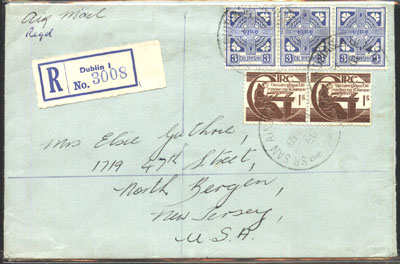 Air Mail
Regd
R Dublin 1
No. 3008
3 3 3
éire éire
1s 1s
Mrs Elsie Guthrie,
1719 47th Street,
North Bergen,
New Jersey,
U.S.A.